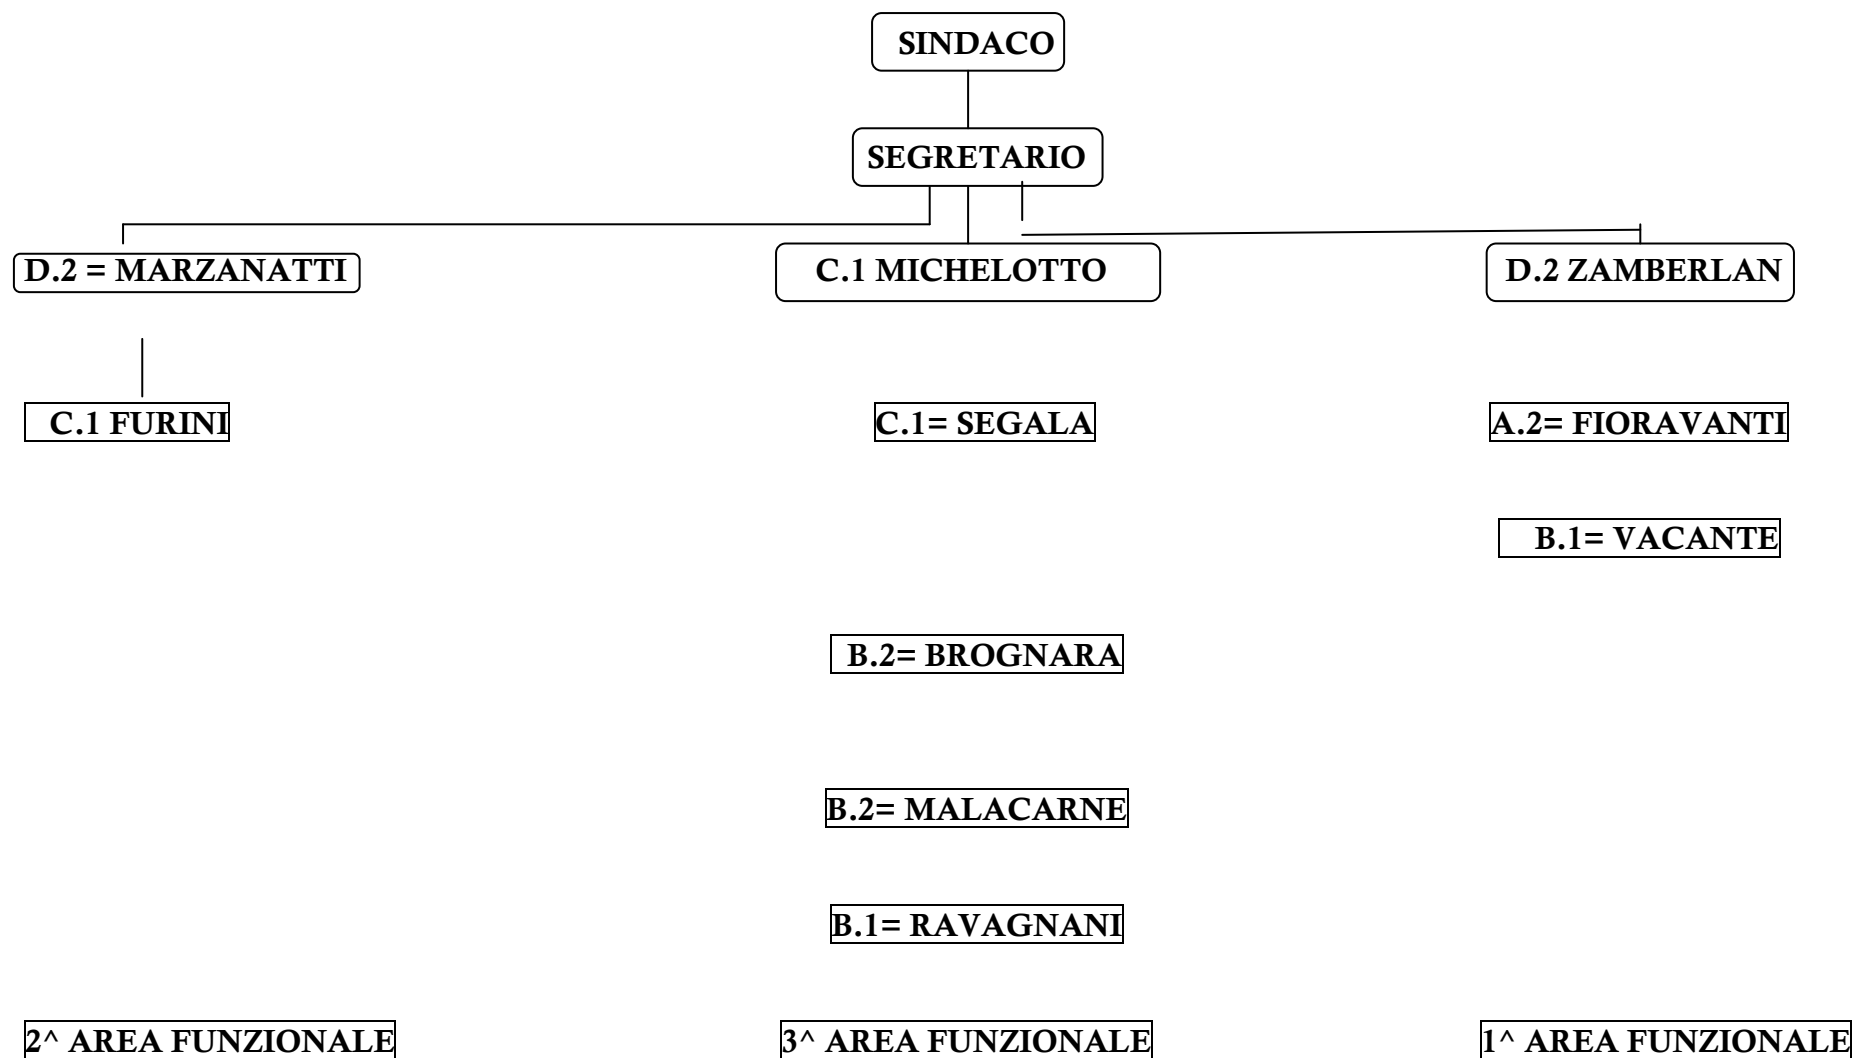 SINDACO
SEGRETARIO
D.2 = MARZANATTI
C.1 MICHELOTTO
D.2 ZAMBERLAN
C.1 FURINI
C.1= SEGALA
A.2= FIORAVANTI
B.1= VACANTE
B.2= BROGNARA
B.2= MALACARNE
B.1= RAVAGNANI
2^ AREA FUNZIONALE
3^ AREA FUNZIONALE
1^ AREA FUNZIONALE